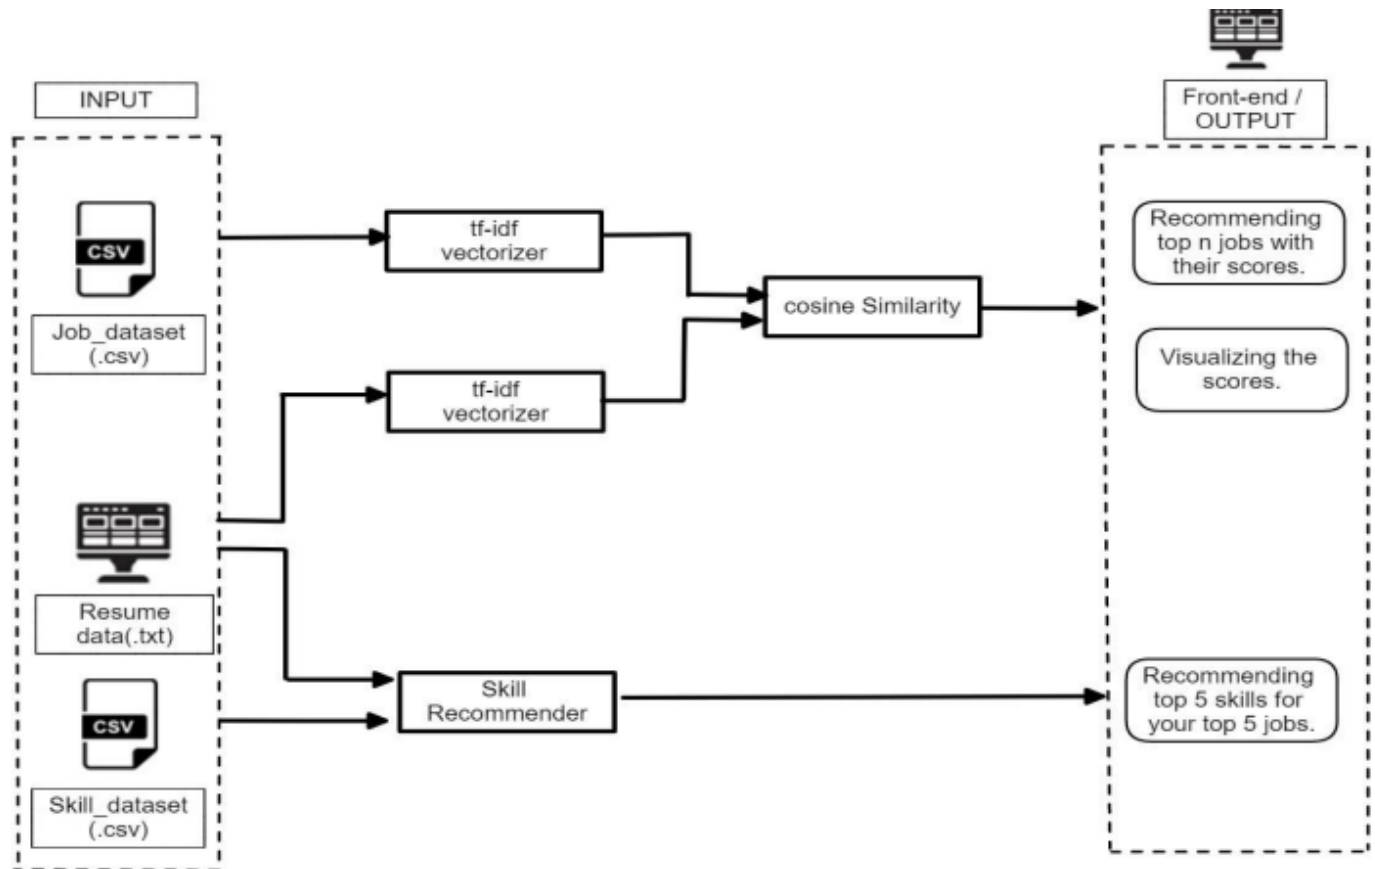 INPUT
CSV
Job_dataset
(.csv)
Resume
data(.txt)
CSV
Skill_dataset
(.csv)
tf-idf
vectorizer
tf-idf
vectorizer
cosine Similarity
Skill
Recommender
Front-end /
OUTPUT
Recommending
top n jobs with
their scores.
Visualizing the
scores.
Recommending
top 5 skills for
your top 5 jobs.